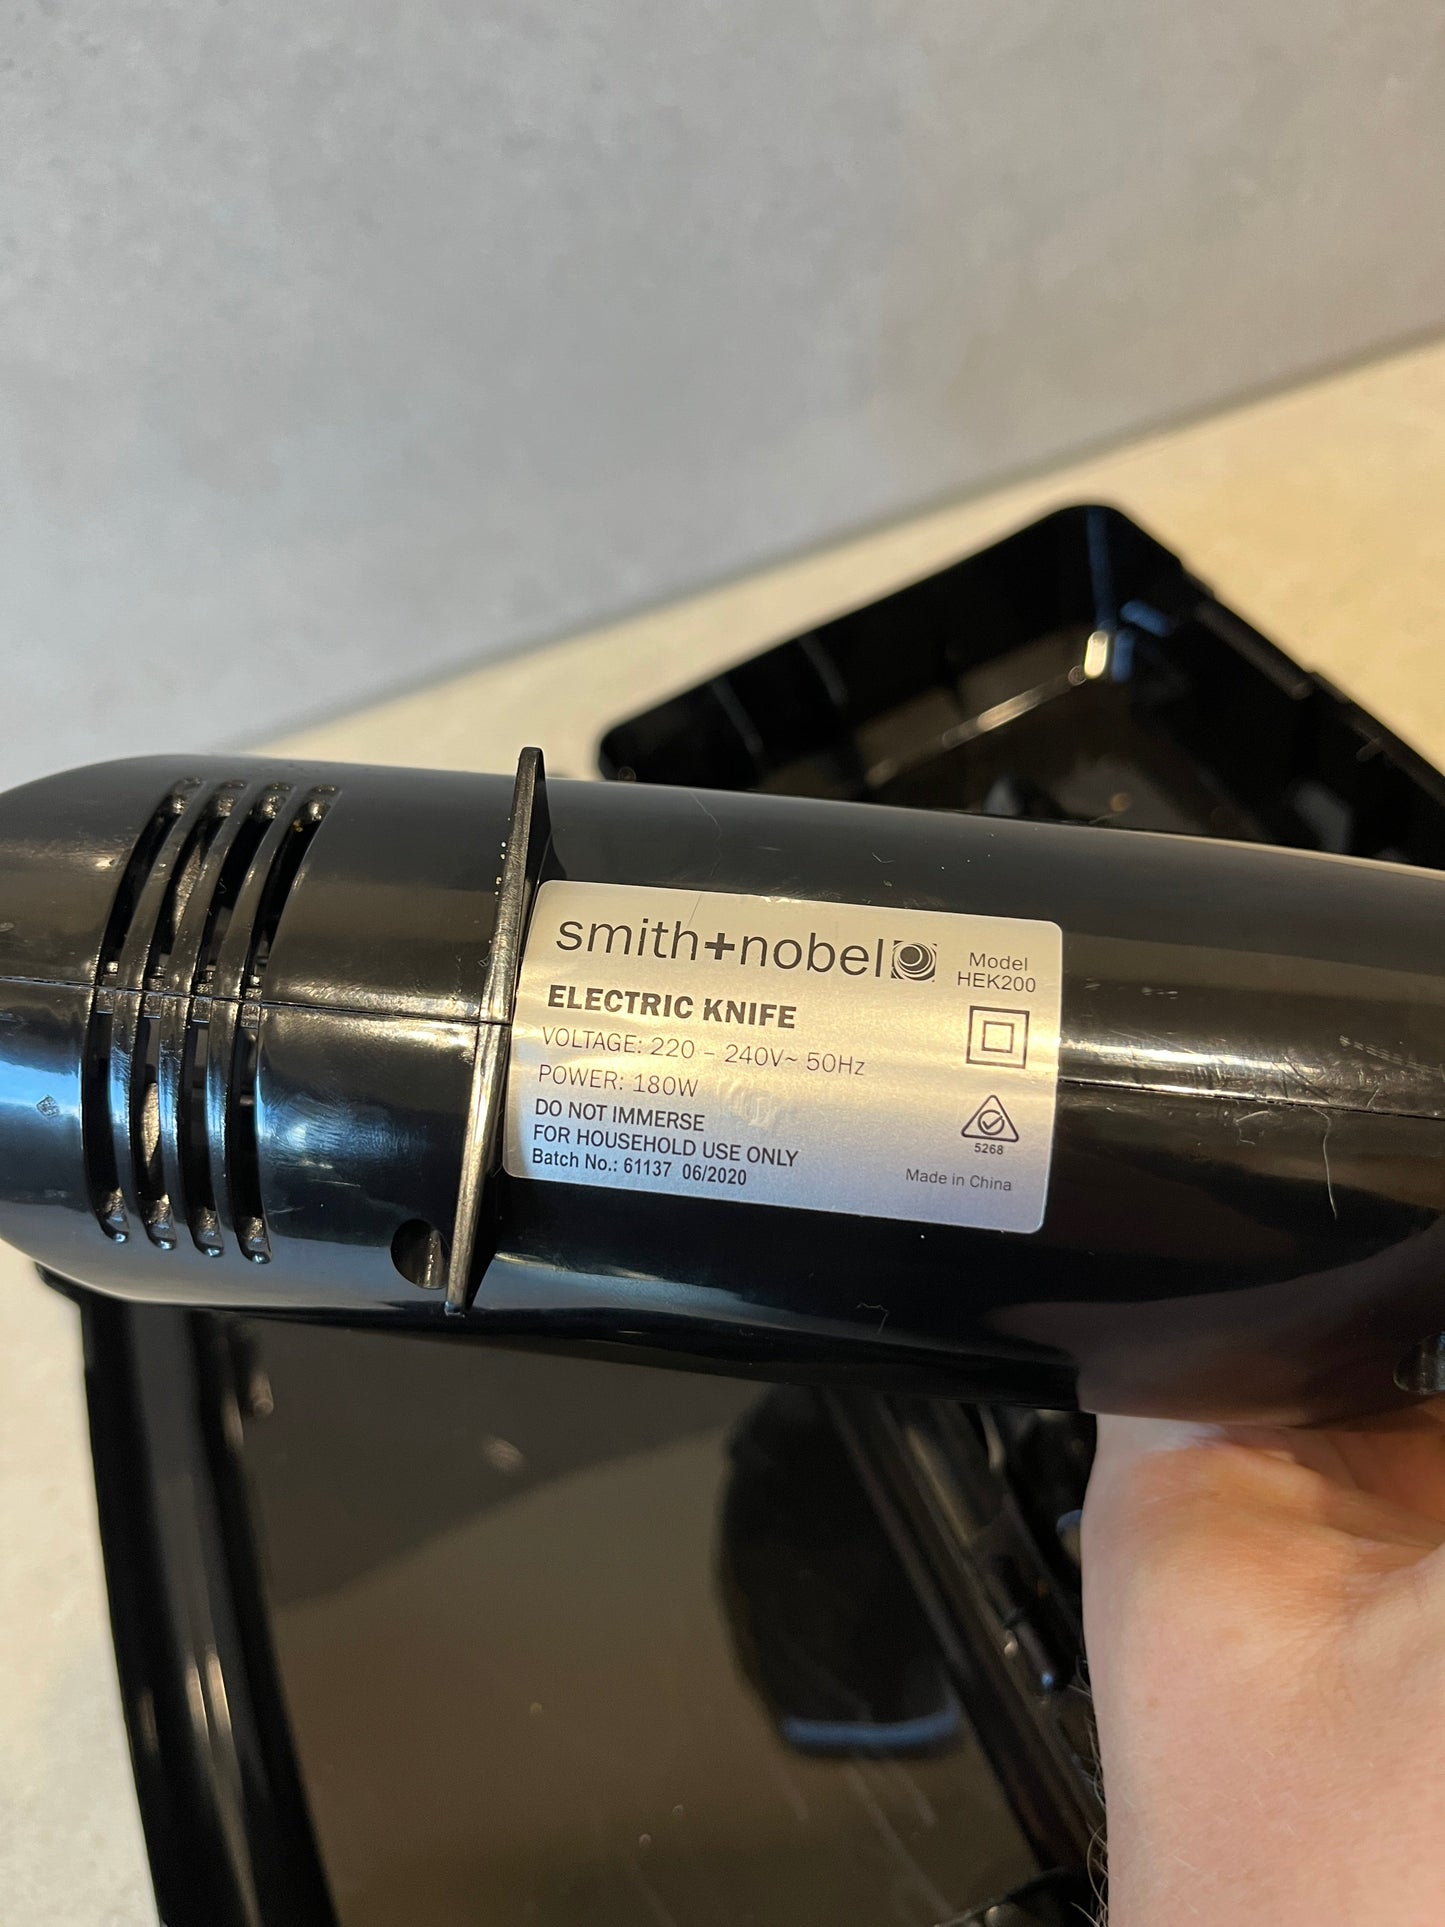 smith+nobel
Model
HEK200
ELECTRIC KNIFE
VOLTAGE: 220 – 240V~ 50Hz
POWER: 180W
DO NOT IMMERSE
FOR HOUSEHOLD USE ONLY
Batch No.: 61137 06/2020
5268
Made in China